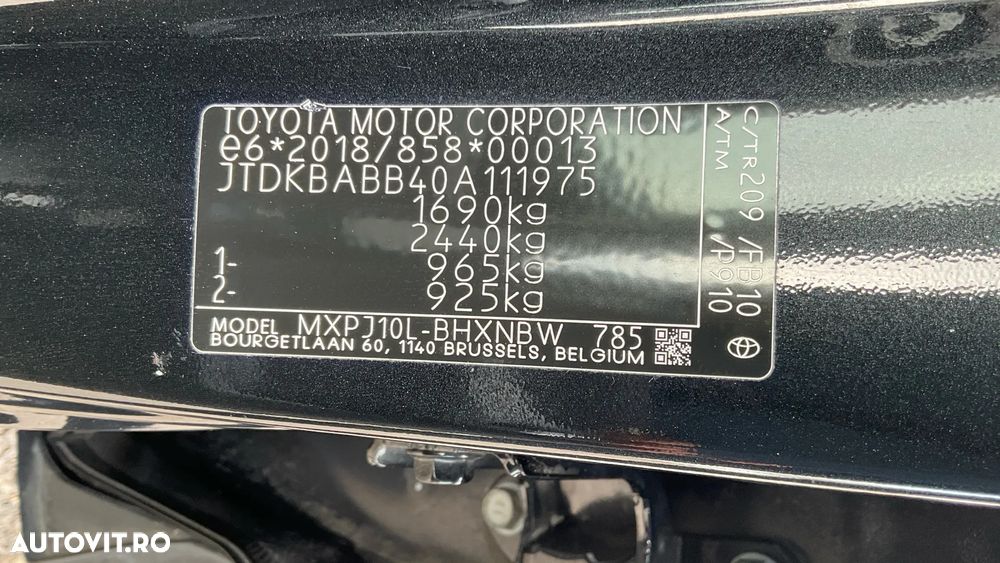 TOYOTA MOTOR CORPORATION
e6*2018/858*00013
JTDKBABB40A111975
1690kg
2440kg
1- 965kg
2- 925kg
MODEL MXPJ10L-BHXNBW 785
BOURGETLAAN 60, 1140 BRUSSELS, BELGIUM
C/TR209 /FB10
A/TM /P910
AUTOVIT.RO